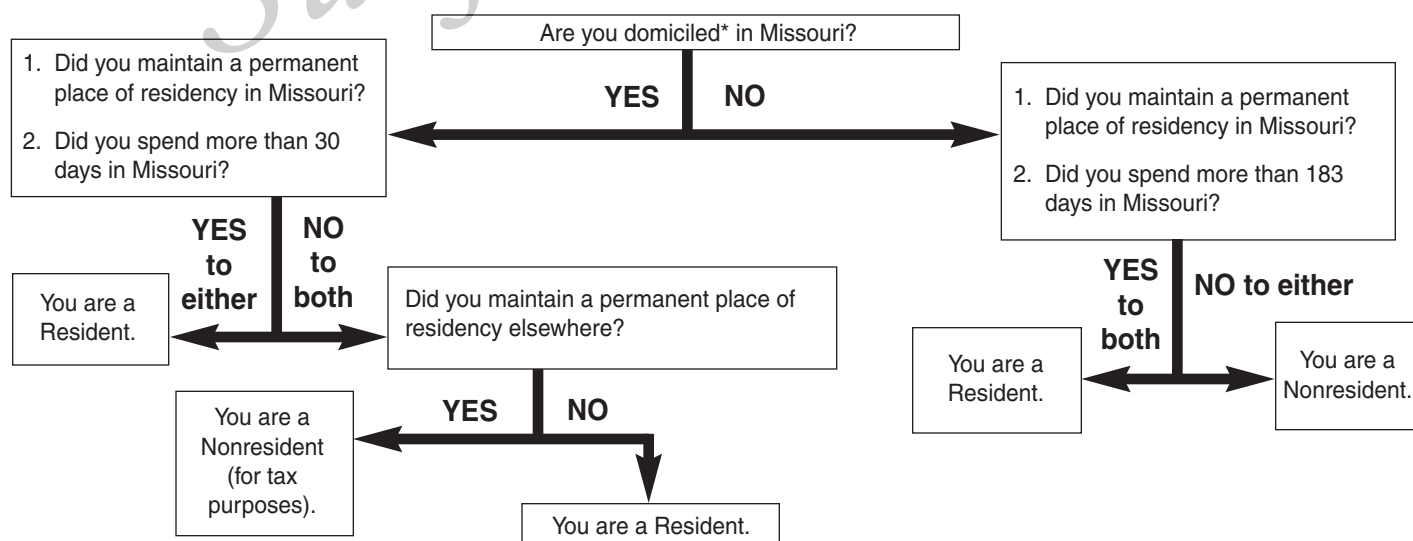 Are you domiciled* in Missouri?
YES
NO
1. Did you maintain a permanent
place of residency in Missouri?
2. Did you spend more than 30
days in Missouri?
1. Did you maintain a permanent
place of residency in Missouri?
2. Did you spend more than 183
days in Missouri?
YES
to
either
NO
to
both
You are a
Resident.
Did you maintain a permanent place of
residency elsewhere?
YES
NO
You are a
Nonresident
(for tax
purposes).
You are a Resident.
YES
to
both
NO to either
You are a
Resident.
You are a
Nonresident.